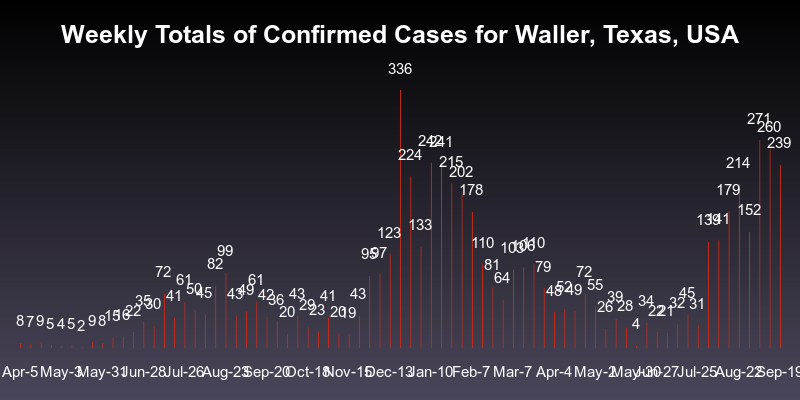 Weekly Totals of Confirmed Cases for Waller, Texas, USA
8 7 9 5 4 5 2 9 8 15 16 22 35 30 72 41 61 50 45 82 99 43 49 61 42 36 20 43 29 23 41 20 19 43 95 97 123 336 224 133 242 241 215 202 178 110 81 64 103 106 110 79 48 52 49 72 55 26 39 28 4 34 22 21 32 45 31 139 141 179 214 152 271 260 239
Apr-5 May-3 May-31 Jun-28 Jul-26 Aug-23 Sep-20 Oct-18 Nov-15 Dec-13 Jan-10 Feb-7 Mar-7 Apr-4 May-2 May-30 Jun-27 Jul-25 Aug-22 Sep-19